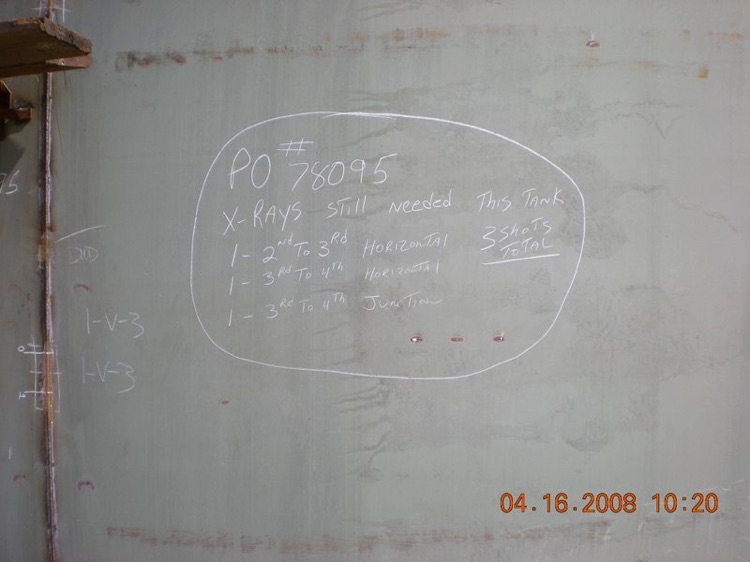 PO # 78095
X-RAYS STILL NEEDED THIS TANK
1 - 2nd To 3Rd HORIZONTAL
3 SHOTS
TOTAL
1 - 3Rd To 4Th HORIZONTAL
1 - 3Rd To 4Th JUNCTION
1-V-3
1-V-3
04.16.2008 10:20